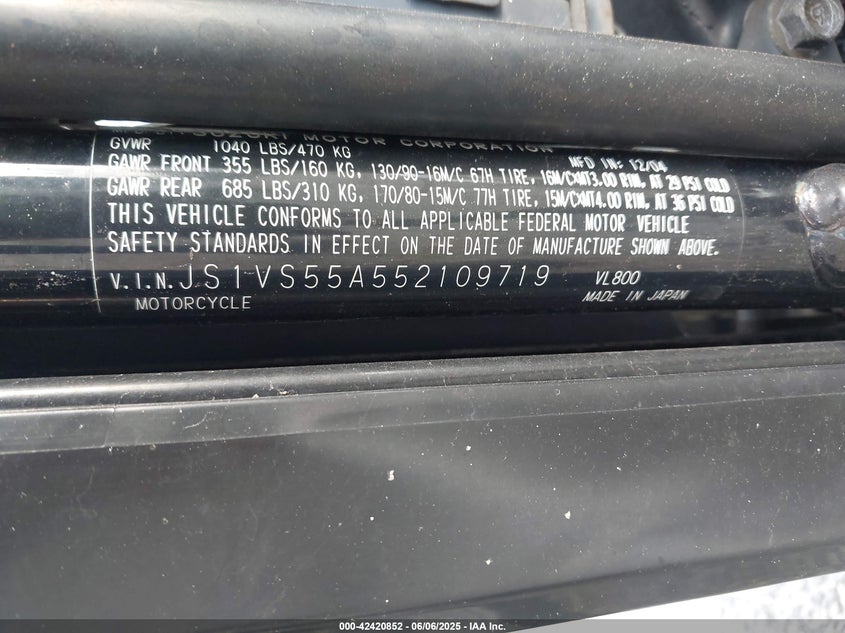 SUZUKI MOTOR CORPORATION
GVWR 1040 LBS/470 KG MFD IN: 12/04
GAWR FRONT 355 LBS/160 KG, 130/90-16M/C 67H TIRE, 16M/CXMT3.00 RIM, AT 29 PSI COLD
GAWR REAR 685 LBS/310 KG, 170/80-15M/C 77H TIRE, 15M/CXMT4.00 RIM, AT 36 PSI COLD
THIS VEHICLE CONFORMS TO ALL APPLICABLE FEDERAL MOTOR VEHICLE
SAFETY STANDARDS IN EFFECT ON THE DATE OF MANUFACTURE SHOWN ABOVE.
V.I.N.JS1VS55A552109719 VL800
MOTORCYCLE MADE IN JAPAN
000-42420852 - 06/06/2025 - IAA Inc.